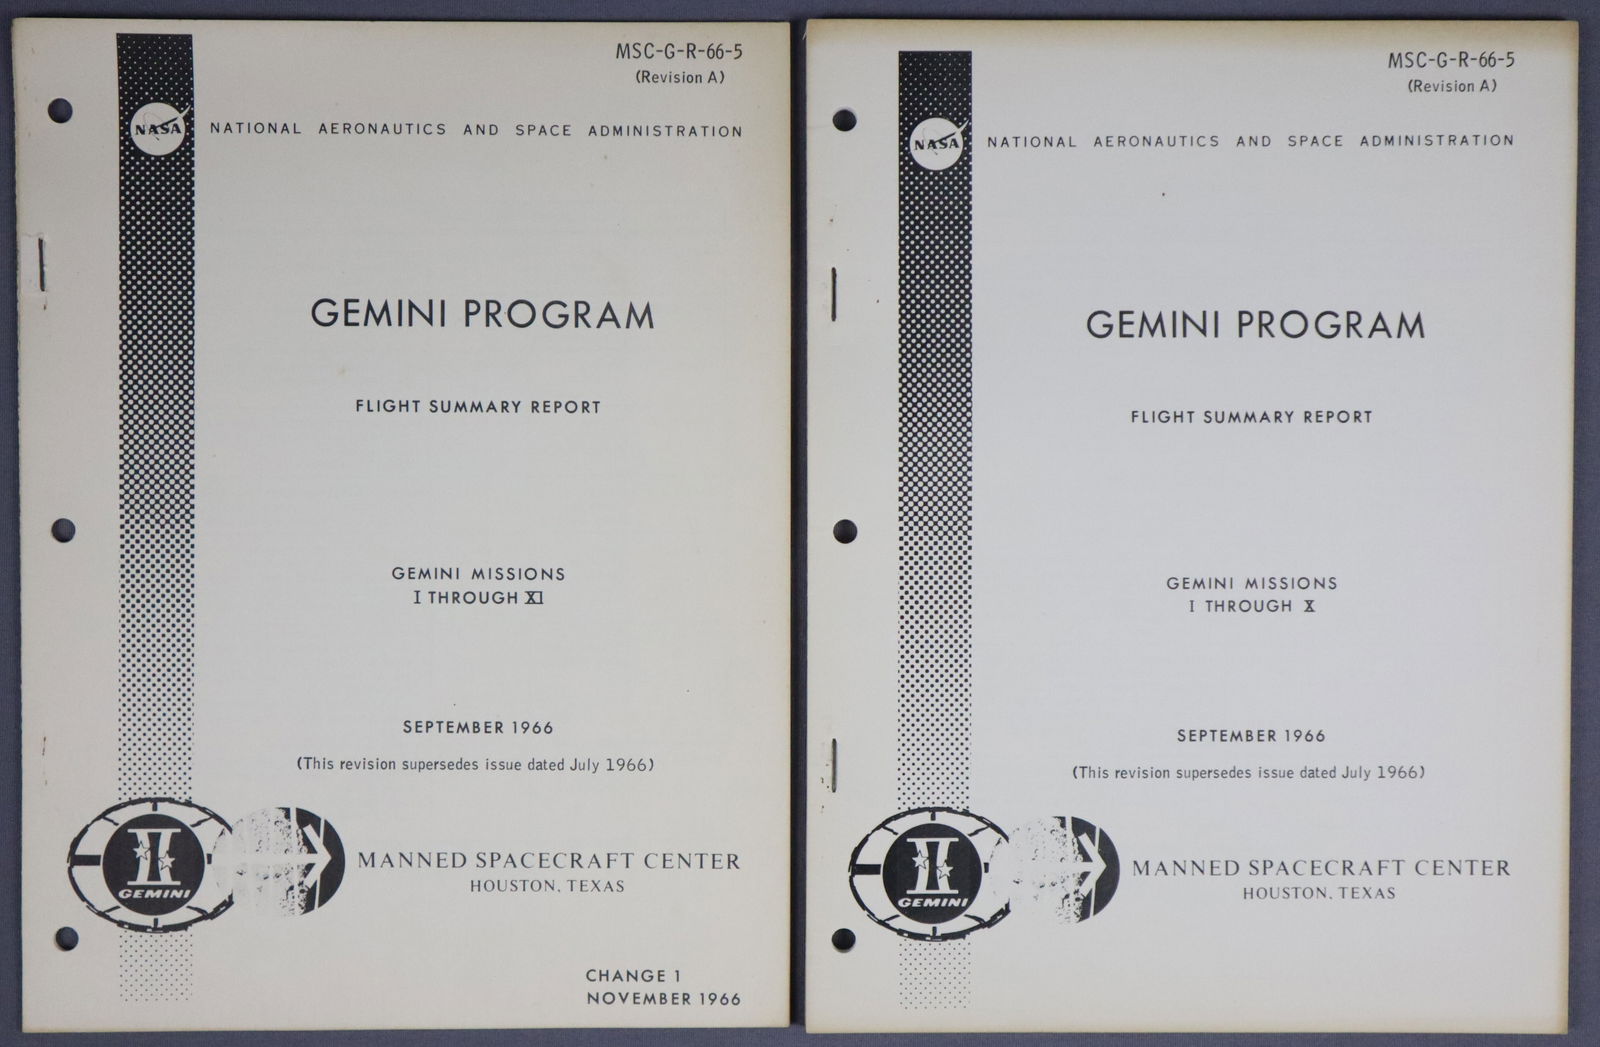 MSC-G-R-66-5
(Revision A)
NASA
NATIONAL AERONAUTICS AND SPACE ADMINISTRATION
GEMINI PROGRAM
FLIGHT SUMMARY REPORT
GEMINI MISSIONS
I THROUGH XI
SEPTEMBER 1966
(This revision supersedes issue dated July 1966)
GEMINI
MANNED SPACECRAFT CENTER
HOUSTON, TEXAS
CHANGE 1
NOVEMBER 1966
MSC-G-R-66-5
(Revision A)
NASA
NATIONAL AERONAUTICS AND SPACE ADMINISTRATION
GEMINI PROGRAM
FLIGHT SUMMARY REPORT
GEMINI MISSIONS
I THROUGH X
SEPTEMBER 1966
(This revision supersedes issue dated July 1966)
GEMINI
MANNED SPACECRAFT CENTER
HOUSTON, TEXAS